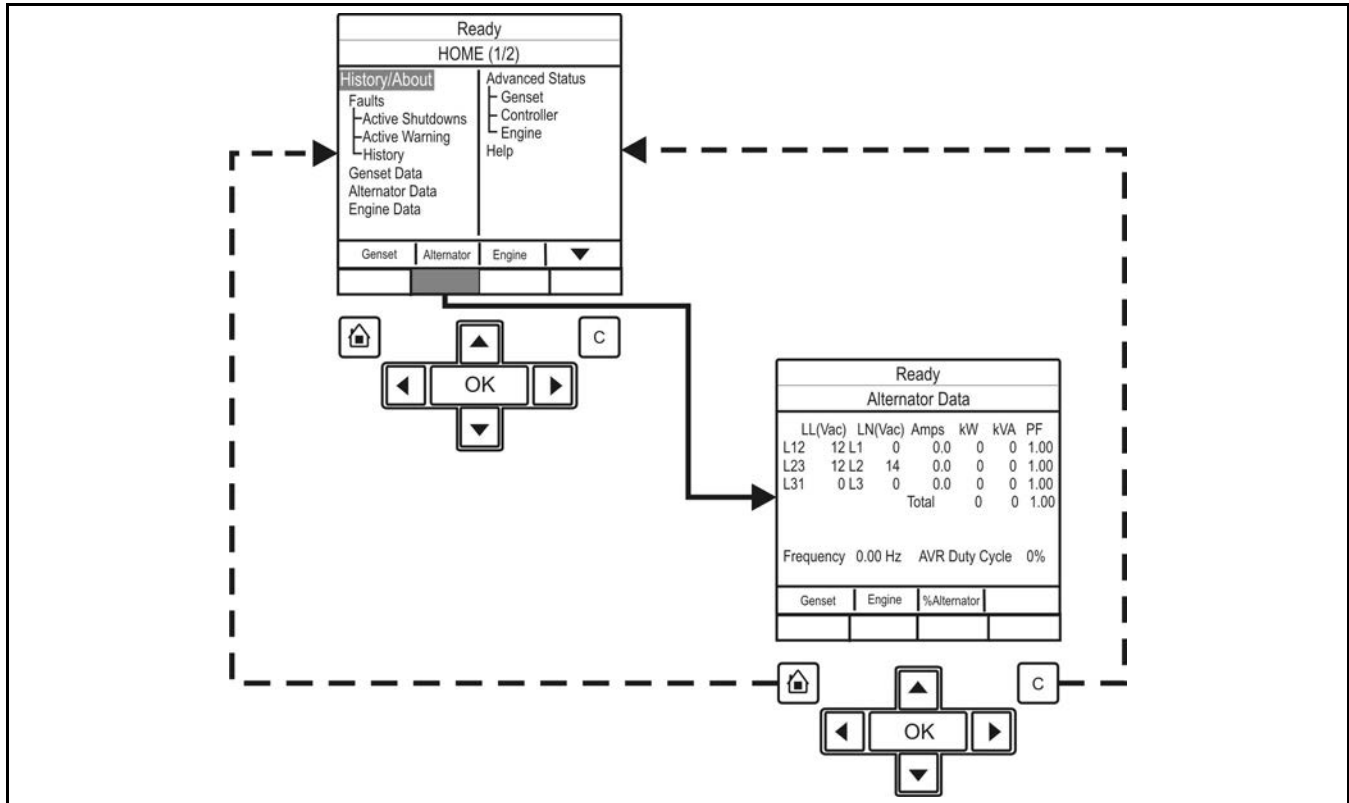 Ready
HOME (1/2)
History/About
Faults
Active Shutdowns
Active Warning
History
Genset Data
Alternator Data
Engine Data
Advanced Status
Genset
Controller
Engine
Help
Genset Alternator Engine
C
OK
Ready
Alternator Data
LL(Vac) LN(Vac) Amps kW kVA PF
L12 12 L1 0 0.0 0 0 1.00
L23 12 L2 14 0.0 0 0 1.00
L31 0 L3 0 0.0 0 0 1.00
Total 0 0 1.00
Frequency 0.00 Hz AVR Duty Cycle 0%
Genset Engine %Alternator
C
OK